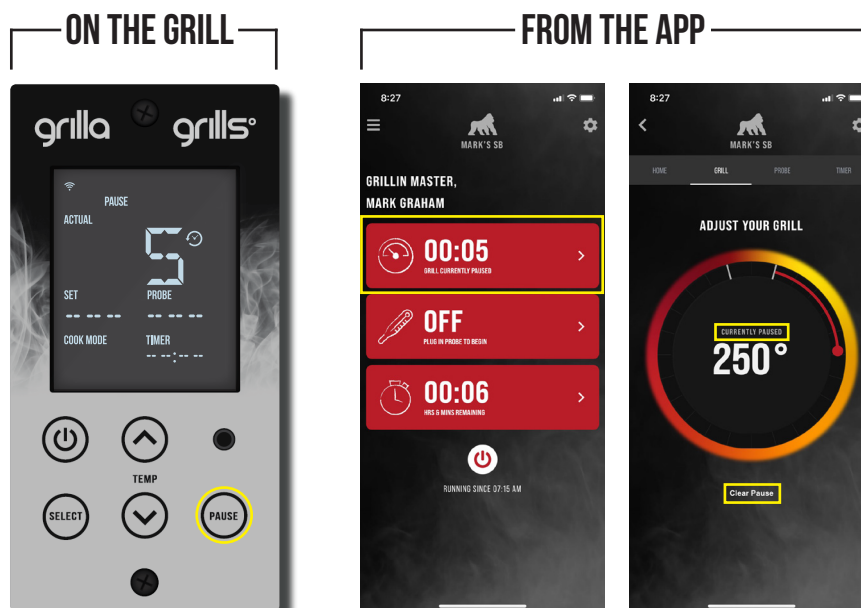 ON THE GRILL
grilla grills°
PAUSE
ACTUAL
5
SET PROBE
-- -- -- -- -- --
COOK MODE TIMER
-- --:-- --
TEMP
SELECT
PAUSE
FROM THE APP
8:27
MARK'S SB
GRILLIN MASTER,
MARK GRAHAM
00:05
GRILL CURRENTLY PAUSED
OFF
PLUG IN PROBE TO BEGIN
00:06
HRS & MINS REMAINING
RUNNING SINCE 07:15 AM
8:27
MARK'S SB
HOME GRILL PROBE TIMER
ADJUST YOUR GRILL
CURRENTLY PAUSED
250°
Clear Pause